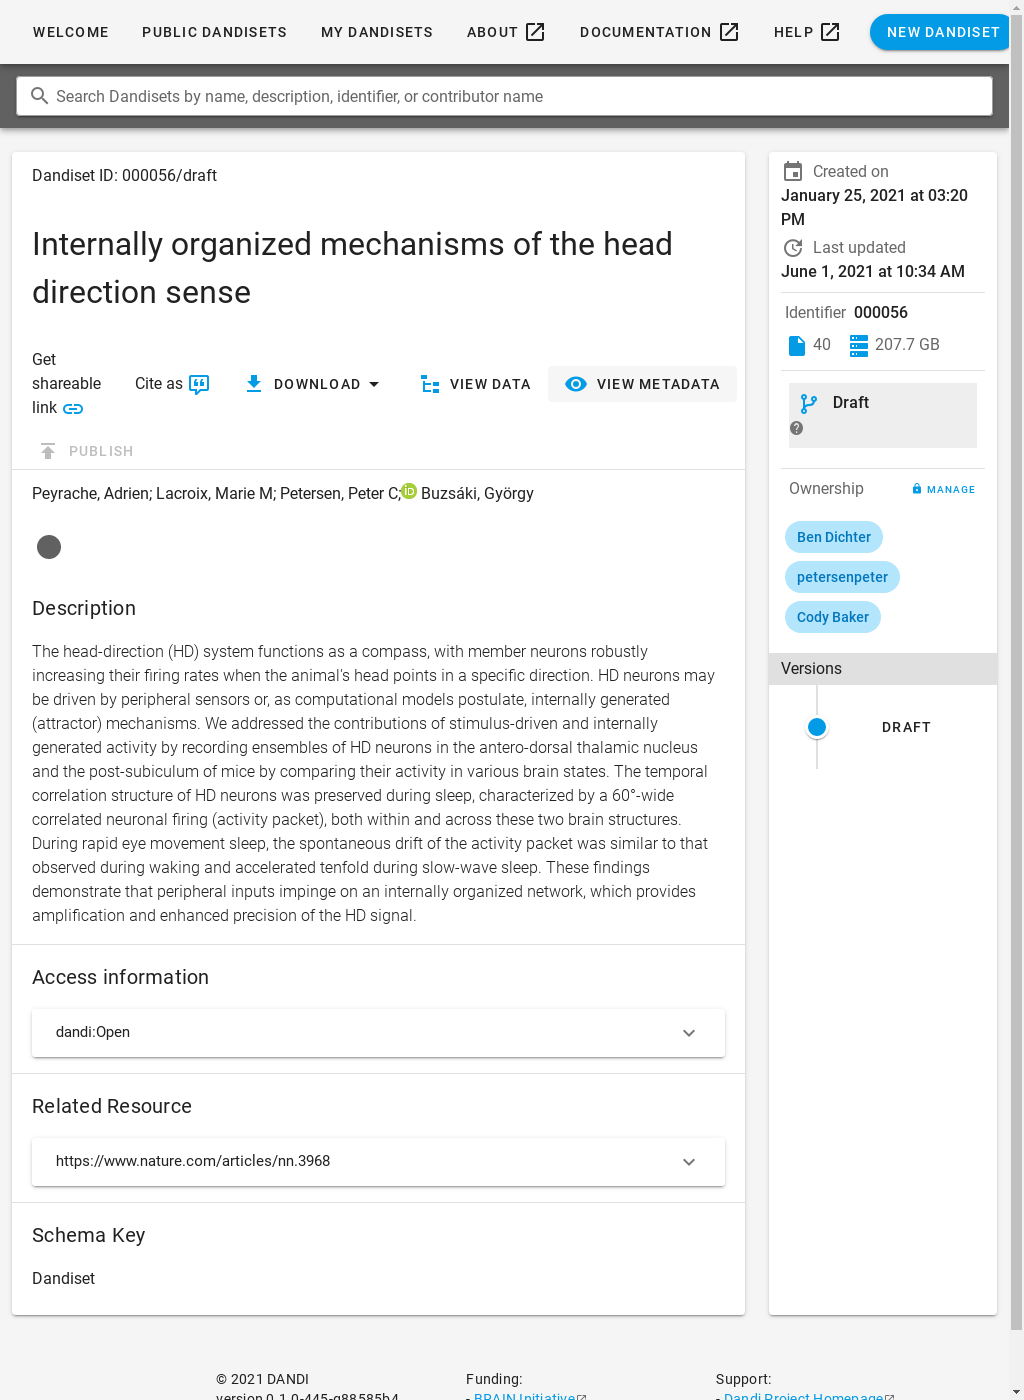 WELCOME PUBLIC DANDISETS MY DANDISETS ABOUT DOCUMENTATION HELP NEW DANDISET
Search Dandisets by name, description, identifier, or contributor name
Dandiset ID: 000056/draft
Internally organized mechanisms of the head
direction sense
Get
shareable
link
Cite as
DOWNLOAD
VIEW DATA
VIEW METADATA
PUBLISH
Peyrache, Adrien; Lacroix, Marie M; Petersen, Peter C; iD Buzsáki, György
Description
The head-direction (HD) system functions as a compass, with member neurons robustly
increasing their firing rates when the animal's head points in a specific direction. HD neurons may
be driven by peripheral sensors or, as computational models postulate, internally generated
(attractor) mechanisms. We addressed the contributions of stimulus-driven and internally
generated activity by recording ensembles of HD neurons in the antero-dorsal thalamic nucleus
and the post-subiculum of mice by comparing their activity in various brain states. The temporal
correlation structure of HD neurons was preserved during sleep, characterized by a 60°-wide
correlated neuronal firing (activity packet), both within and across these two brain structures.
During rapid eye movement sleep, the spontaneous drift of the activity packet was similar to that
observed during waking and accelerated tenfold during slow-wave sleep. These findings
demonstrate that peripheral inputs impinge on an internally organized network, which provides
amplification and enhanced precision of the HD signal.
Access information
dandi:Open
Related Resource
https://www.nature.com/articles/nn.3968
Schema Key
Dandiset
Created on
January 25, 2021 at 03:20
PM
Last updated
June 1, 2021 at 10:34 AM
Identifier 000056
40 207.7 GB
Draft
?
Ownership MANAGE
Ben Dichter
petersenpeter
Cody Baker
Versions
DRAFT
© 2021 DANDI
version 0.1.0-445-g88585b4
Funding:
- BRAIN Initiative
Support:
- Dandi Project Homepage